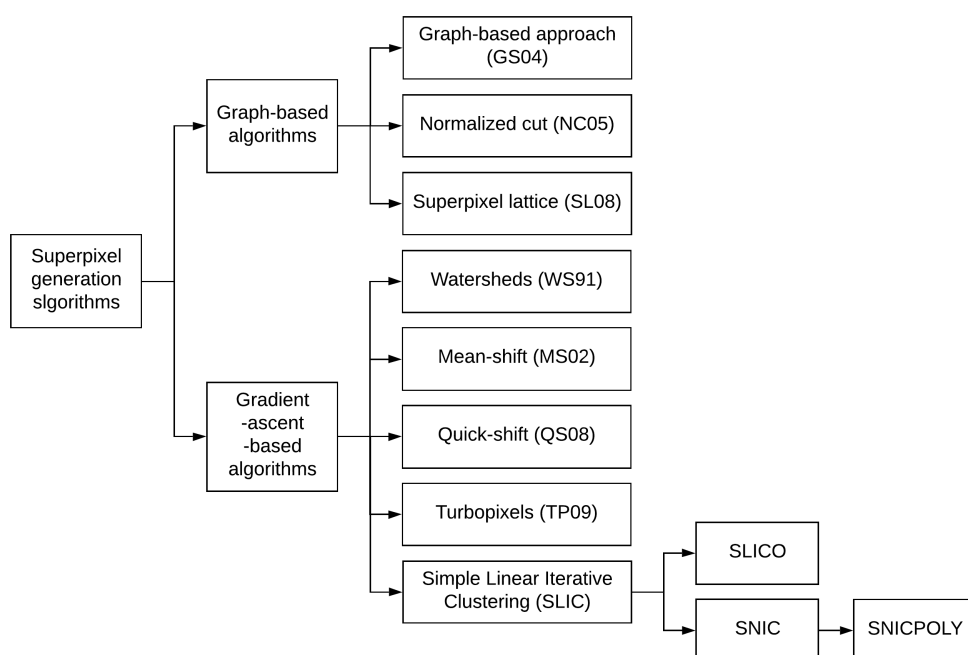 Graph-based approach
(GS04)
Graph-based
algorithms
Normalized cut (NC05)
Superpixel lattice (SL08)
Superpixel
generation
slgorithms
Watersheds (WS91)
Mean-shift (MS02)
Gradient
-ascent
-based
algorithms
Quick-shift (QS08)
Turbopixels (TP09)
Simple Linear Iterative
Clustering (SLIC)
SLICO
SNIC
SNICPOLY